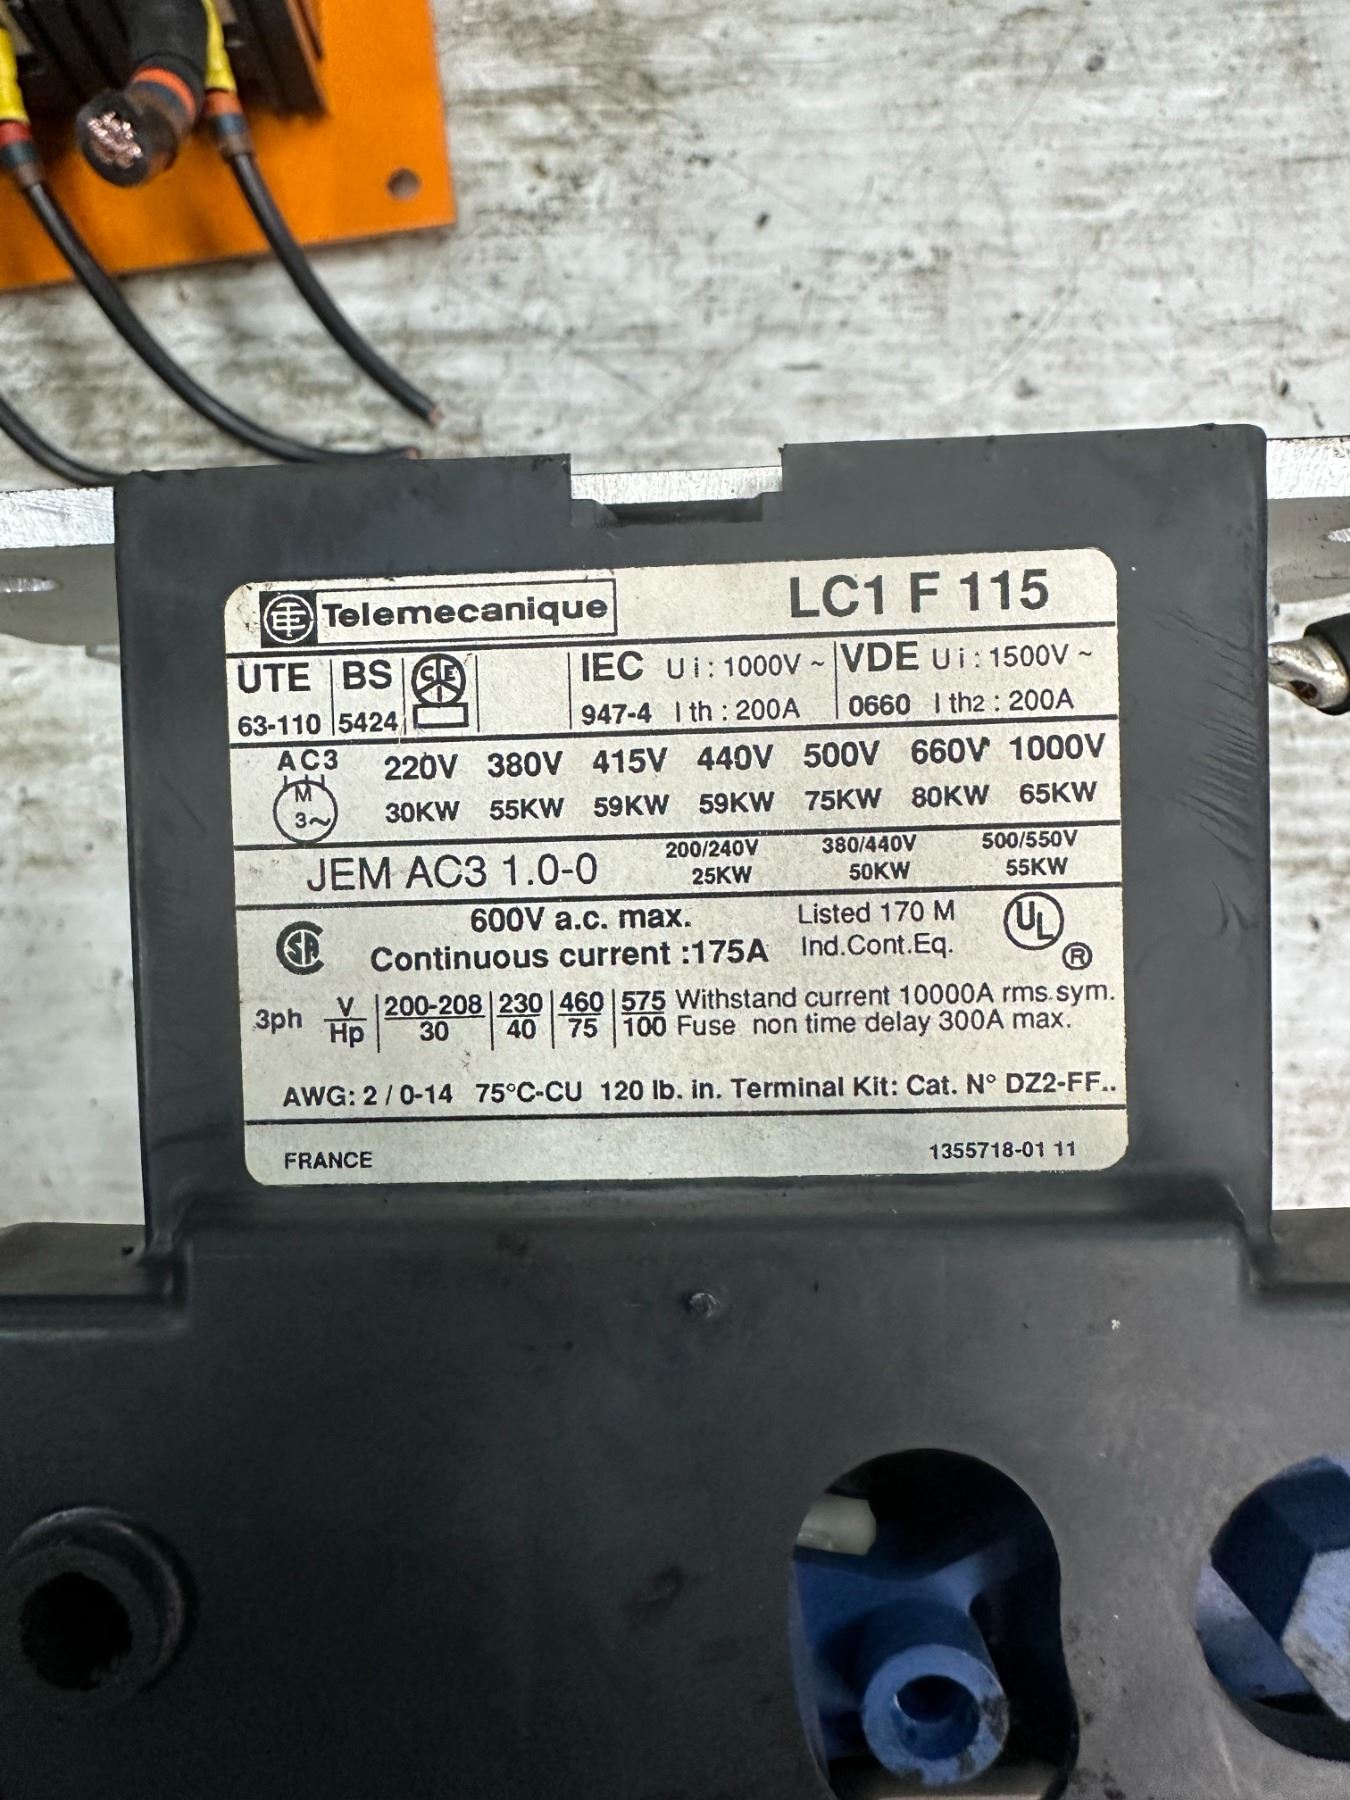 Telemecanique LC1 F 115
UTE BS IEC Ui : 1000V ~ VDE Ui : 1500V ~
63-110 5424 947-4 Ith : 200A 0660 Ith2 : 200A
AC3 220V 380V 415V 440V 500V 660V 1000V
M 3~ 30KW 55KW 59KW 59KW 75KW 80KW 65KW
JEM AC3 1.0-0 200/240V 380/440V 500/550V
25KW 50KW 55KW
600V a.c. max. Listed 170 M UL
SA Continuous current :175A Ind.Cont.Eq. ®
3ph V 200-208 230 460 575 Withstand current 10000A rms.sym.
Hp 30 40 75 100 Fuse non time delay 300A max.
AWG: 2 / 0-14 75°C-CU 120 lb. in. Terminal Kit: Cat. N° DZ2-FF..
FRANCE 1355718-01 11